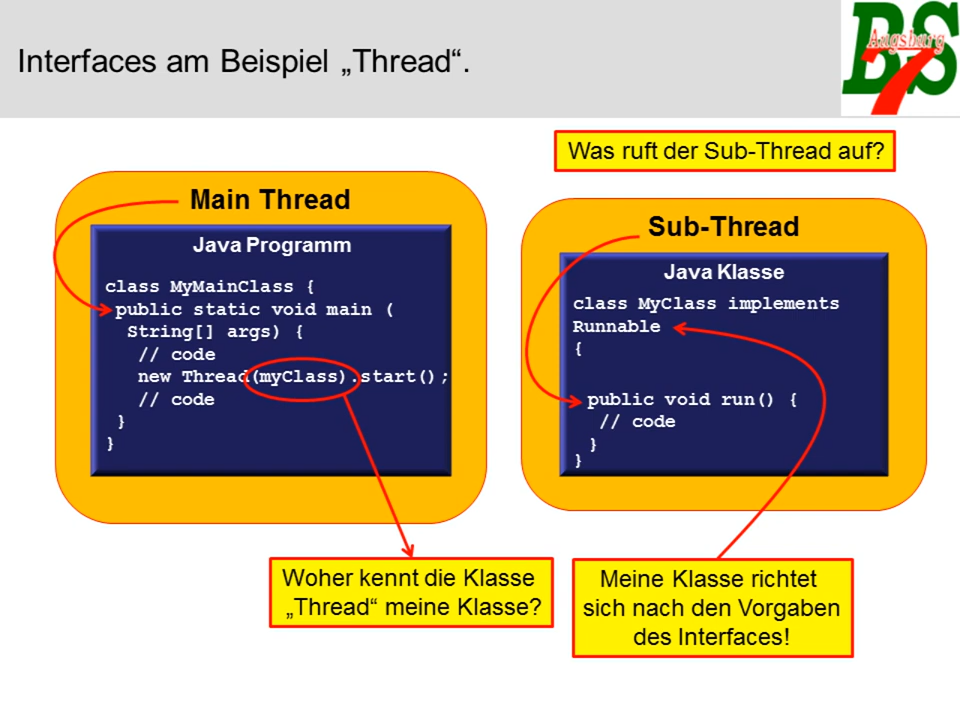 Interfaces am Beispiel „Thread“.
BS
Augsburg
7
Was ruft der Sub-Thread auf?
Main Thread
Java Programm
class MyMainClass {
public static void main (
String[] args) {
// code
new Thread(myClass).start();
// code
}
}
Sub-Thread
Java Klasse
class MyClass implements
Runnable
{
public void run() {
// code
}
}
Woher kennt die Klasse
„Thread“ meine Klasse?
Meine Klasse richtet
sich nach den Vorgaben
des Interfaces!